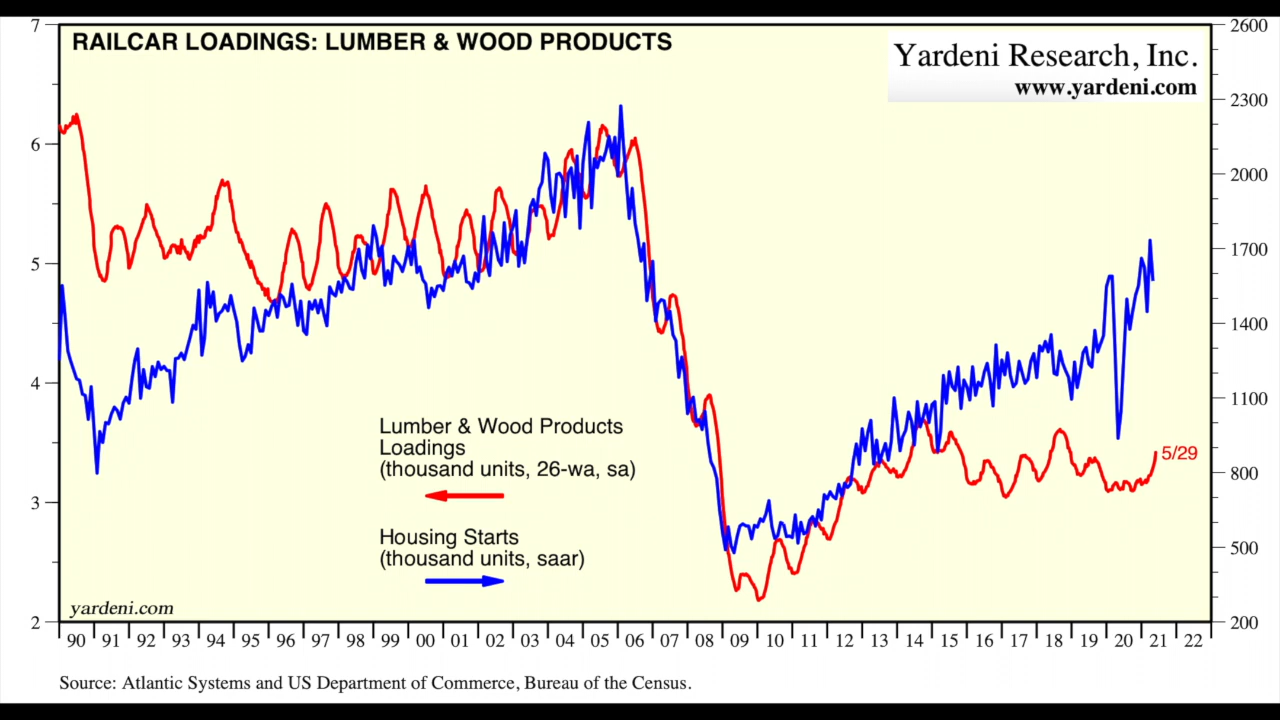 RAILCAR LOADINGS: LUMBER & WOOD PRODUCTS
Yardeni Research, Inc.
www.yardeni.com
7
6
5
4
3
2
2600
2300
2000
1700
1400
1100
800
500
200
Lumber & Wood Products
Loadings
(thousand units, 26-wa, sa)
Housing Starts
(thousand units, saar)
5/29
yardeni.com
90 91 92 93 94 95 96 97 98 99 00 01 02 03 04 05 06 07 08 09 10 11 12 13 14 15 16 17 18 19 20 21 22
Source: Atlantic Systems and US Department of Commerce, Bureau of the Census.